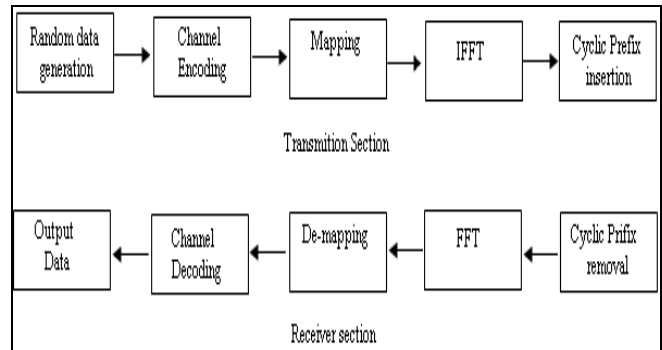 Random data
generation
Channel
Encoding
Mapping
IFFT
Cyclic Prefix
insertion
Transmition Section
Output
Data
Channel
Decoding
De-mapping
FFT
Cyclic Prifix
removal
Receiver section